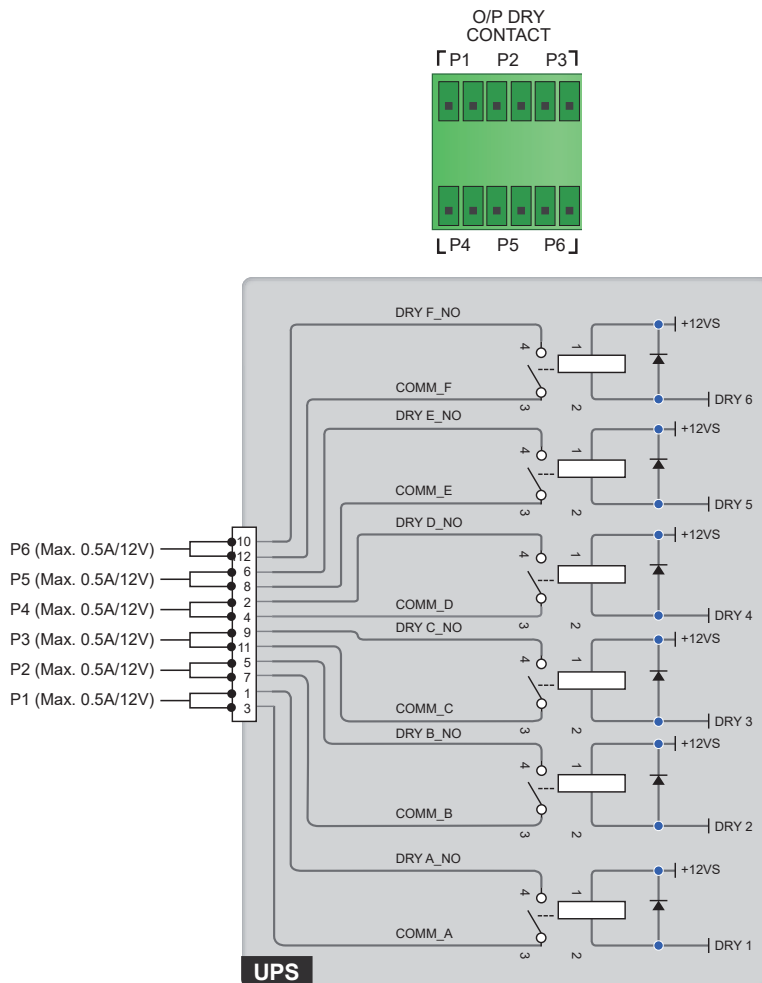 O/P DRY
CONTACT
P1 P2 P3
P4 P5 P6
DRY F_NO
4
1
+12VS
COMM_F
3
2
DRY 6
DRY E_NO
4
1
+12VS
COMM_E
3
2
DRY 5
DRY D_NO
4
1
+12VS
COMM_D
3
2
DRY 4
DRY C_NO
4
1
+12VS
COMM_C
3
2
DRY 3
DRY B_NO
4
1
+12VS
COMM_B
3
2
DRY 2
DRY A_NO
4
1
+12VS
COMM_A
3
2
DRY 1
P6 (Max. 0.5A/12V)
10
12
P5 (Max. 0.5A/12V)
6
8
P4 (Max. 0.5A/12V)
2
4
P3 (Max. 0.5A/12V)
9
11
P2 (Max. 0.5A/12V)
5
7
P1 (Max. 0.5A/12V)
1
3
UPS